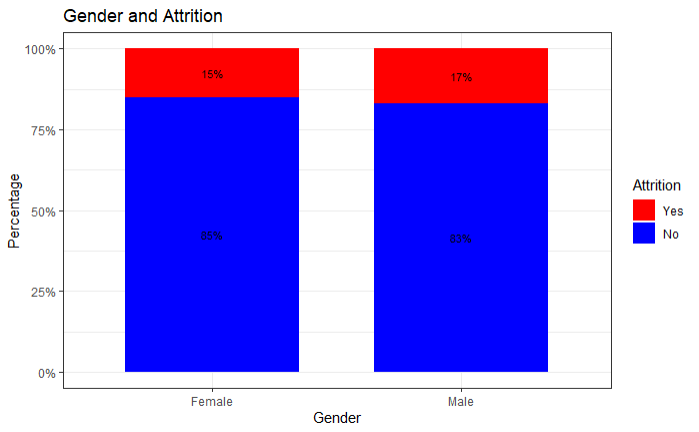 Gender and Attrition
100%
75%
50%
25%
0%
Percentage
15%
85%
17%
83%
Female
Male
Gender
Attrition
Yes
No